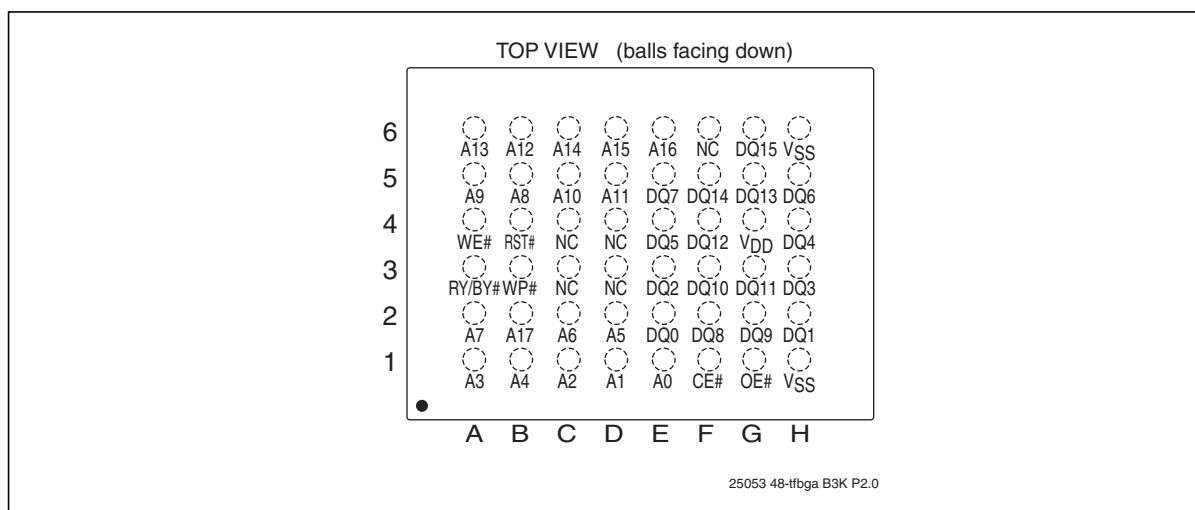 TOP VIEW (balls facing down)
6
A13 A12 A14 A15 A16 NC DQ15 VSS
5
A9 A8 A10 A11 DQ7 DQ14 DQ13 DQ6
4
WE# RST# NC NC DQ5 DQ12 VDD DQ4
3
RY/BY# WP# NC NC DQ2 DQ10 DQ11 DQ3
2
A7 A17 A6 A5 DQ0 DQ8 DQ9 DQ1
1
A3 A4 A2 A1 A0 CE# OE# VSS
A B C D E F G H
25053 48-tfbga B3K P2.0